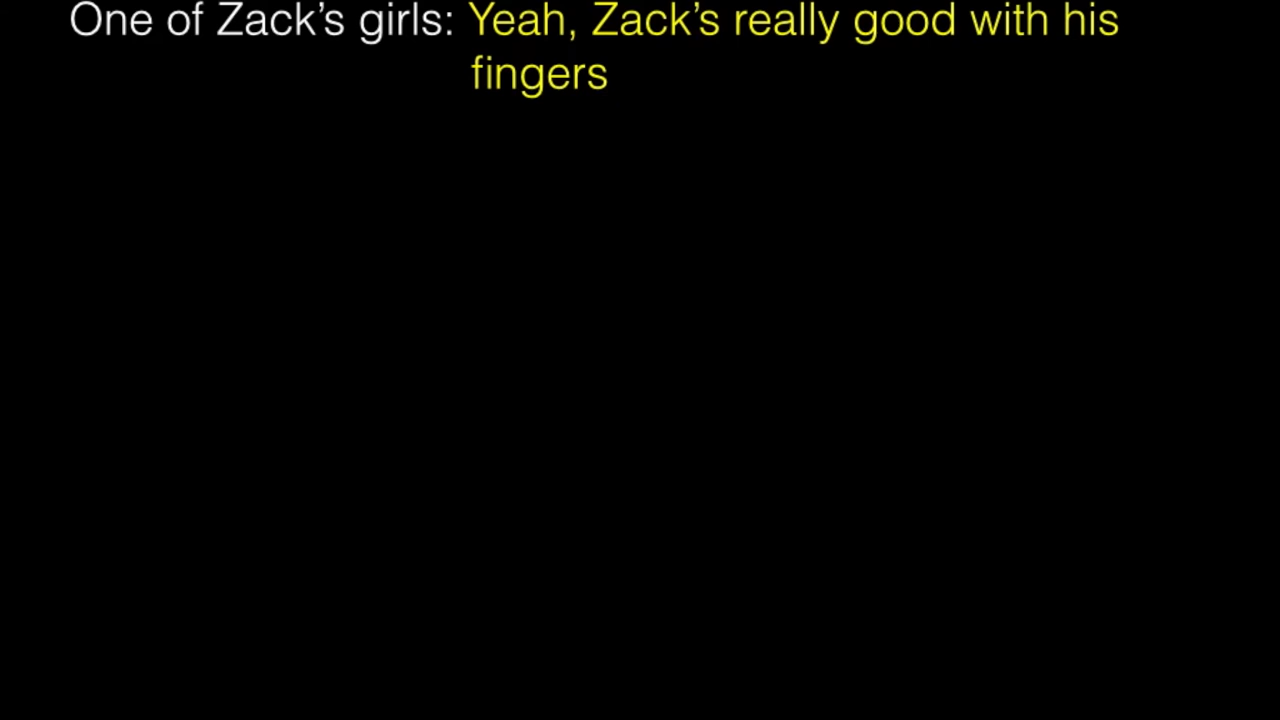 One of Zack’s girls: Yeah, Zack’s really good with his
fingers